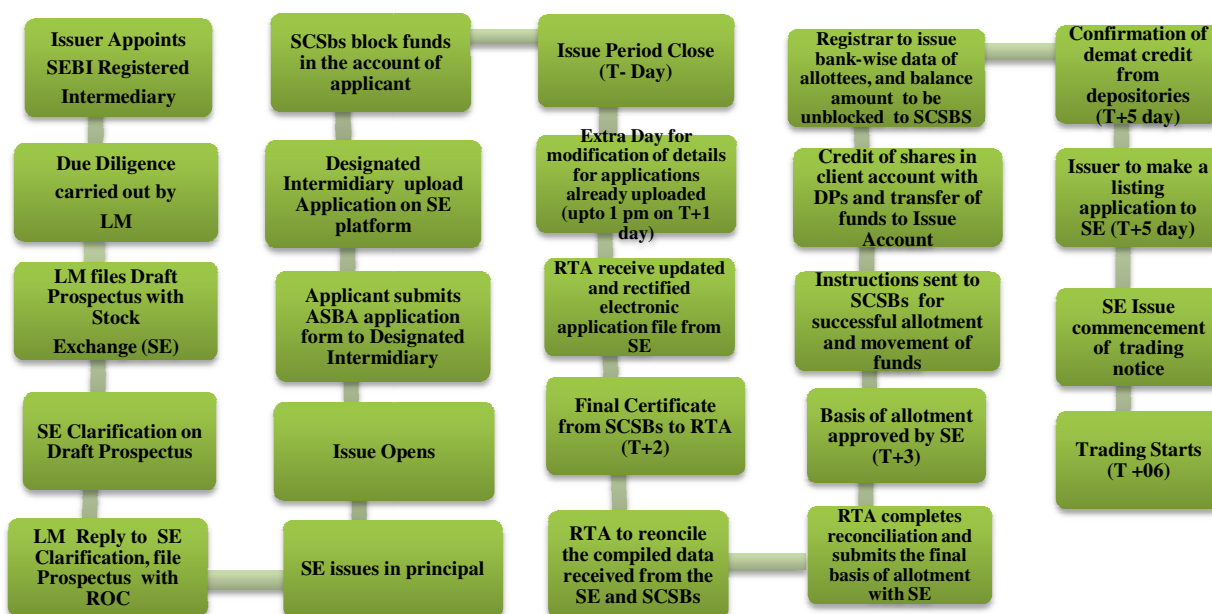 Issuer Appoints
SEBI Registered
Intermediary
Due Diligence
carried out by
LM
LM files Draft
Prospectus with
Stock
Exchange (SE)
SE Clarification on
Draft Prospectus
LM Reply to SE
Clarification, file
Prospectus with
ROC
SE issues in principal
Issue Opens
Applicant submits
ASBA application
form to Designated
Intermidiary
Designated
Intermidiary upload
Application on SE
platform
SCSbs block funds
in the account of
applicant
Issue Period Close
(T- Day)
Extra Day for
modification of details
for applications
already uploaded
(upto 1 pm on T+1
day)
RTA receive updated
and rectified
electronic
application file from
SE
Final Certificate
from SCSBs to RTA
(T+2)
RTA to reconcile
the compiled data
received from the
SE and SCSBs
RTA completes
reconciliation and
submits the final
basis of allotment
with SE
Basis of allotment
approved by SE
(T+3)
Instructions sent to
SCSBs for
successful allotment
and movement of
funds
Credit of shares in
client account with
DPs and transfer of
funds to Issue
Account
Registrar to issue
bank-wise data of
allottees, and balance
amount to be
unblocked to SCSBS
Confirmation of
demat credit
from
depositories
(T+5 day)
Issuer to make a
listing
application to
SE (T+5 day)
SE Issue
commencement
of trading
notice
Trading Starts
(T +06)